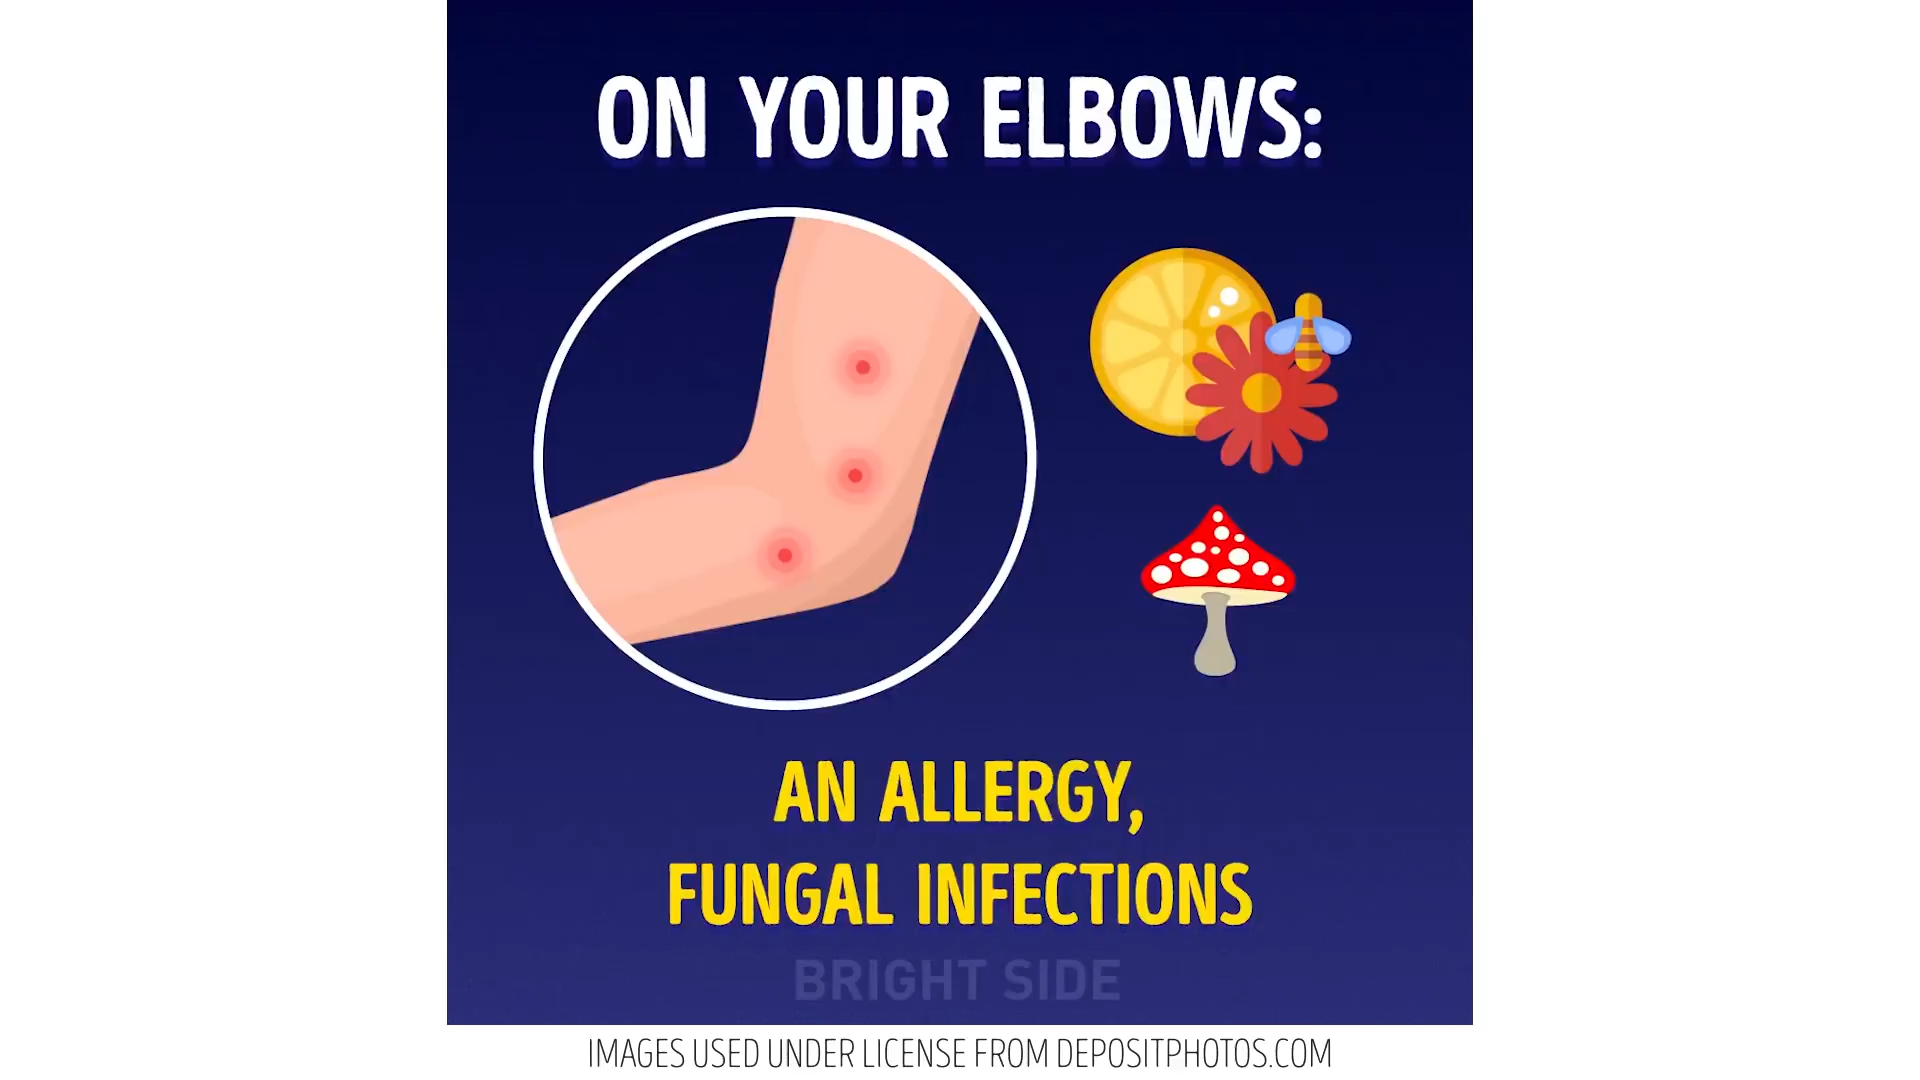 ON YOUR ELBOWS:
AN ALLERGY,
FUNGAL INFECTIONS
BRIGHT SIDE
IMAGES USED UNDER LICENSE FROM DEPOSITPHOTOS.COM